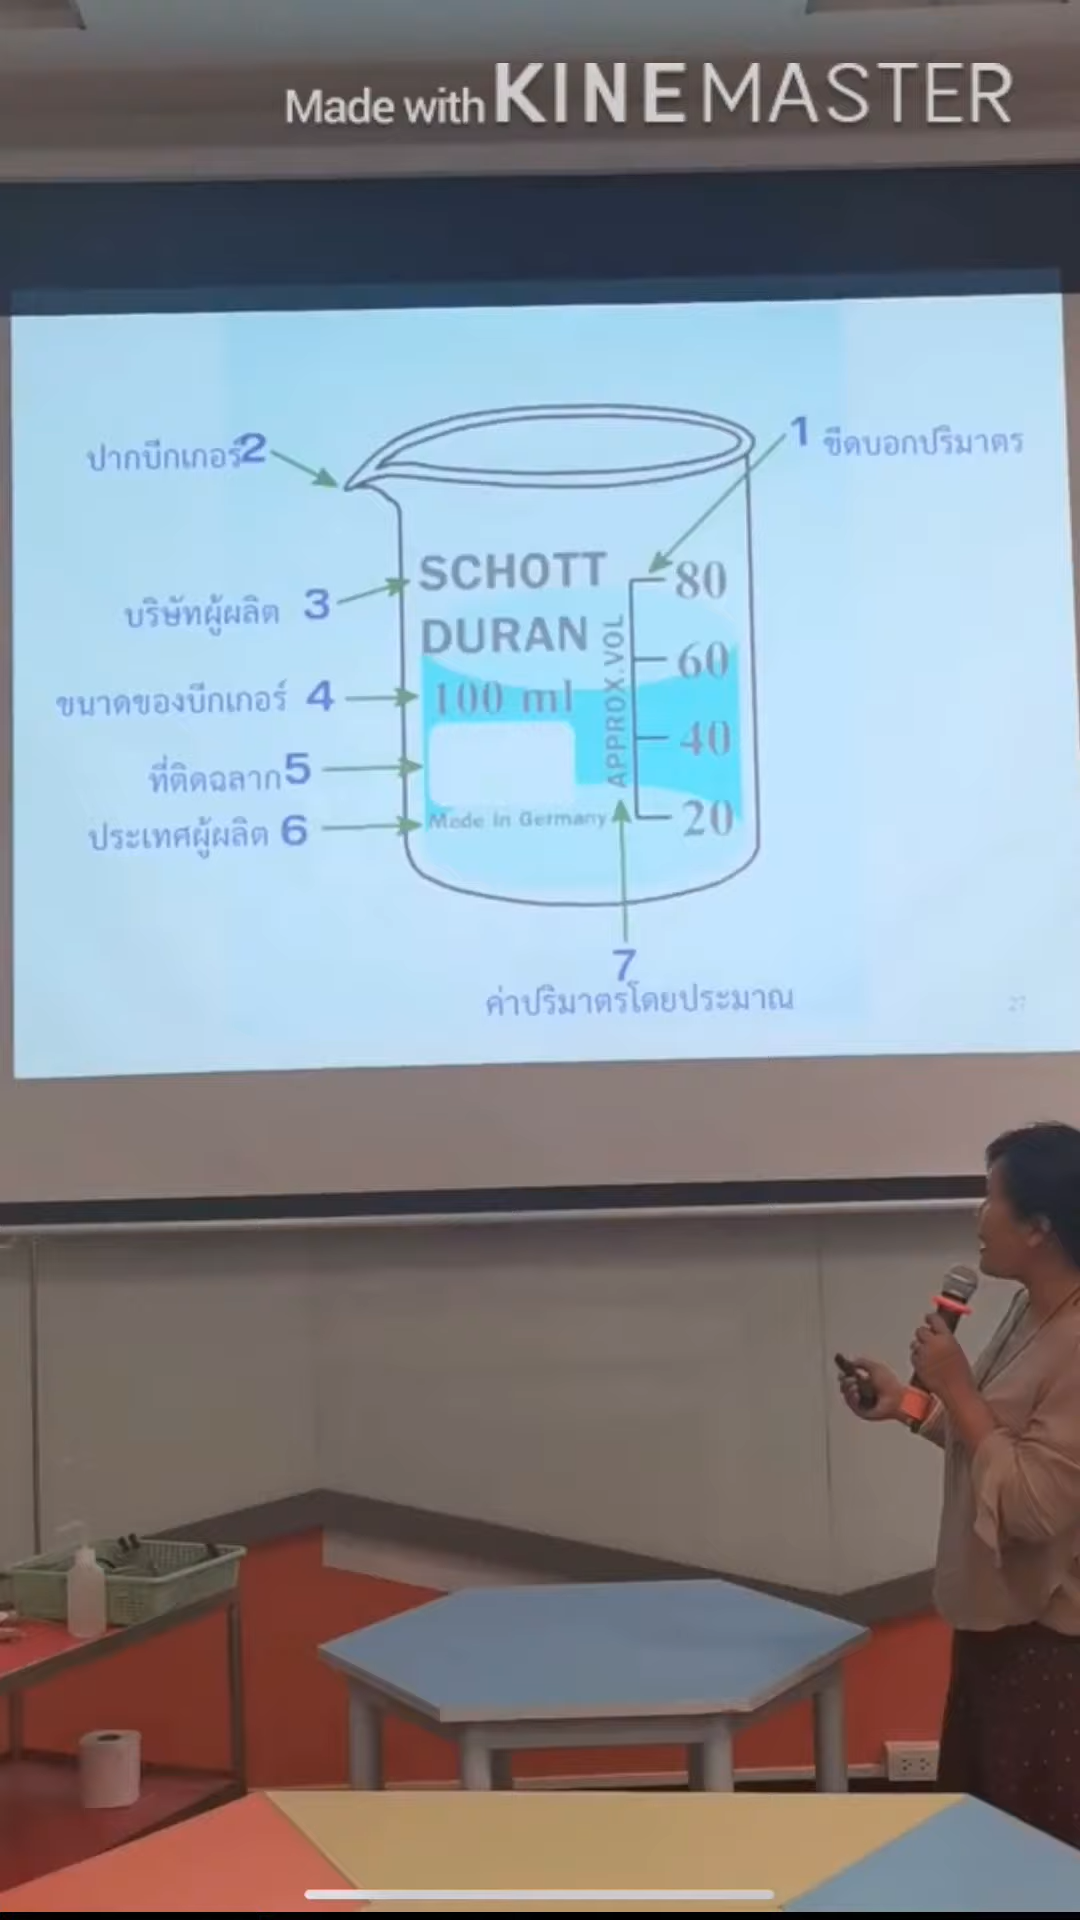 Made with KINEMASTER
1 ขีดบอกปริมาตร
ปากบีกเกอร์ 2
SCHOTT
80
บริษัทผู้ผลิต 3
DURAN
60
ขนาดของบีกเกอร์ 4
100 ml
APPROX.VOL
40
ที่ติดฉลาก 5
ประเทศผู้ผลิต 6
Made In Germany
20
7
ค่าปริมาตรโดยประมาณ
27